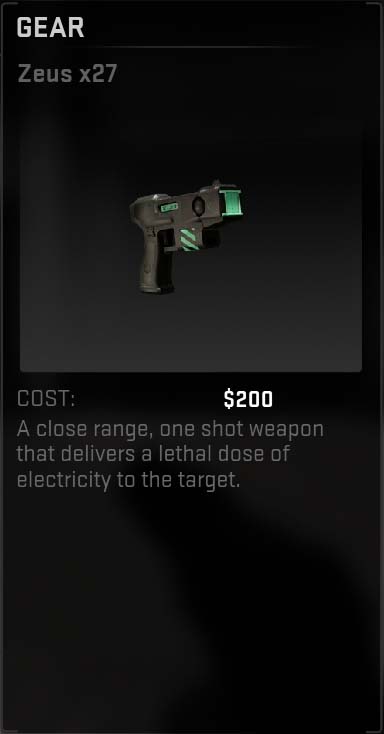 GEAR
Zeus x27
COST: $200
A close range, one shot weapon
that delivers a lethal dose of
electricity to the target.